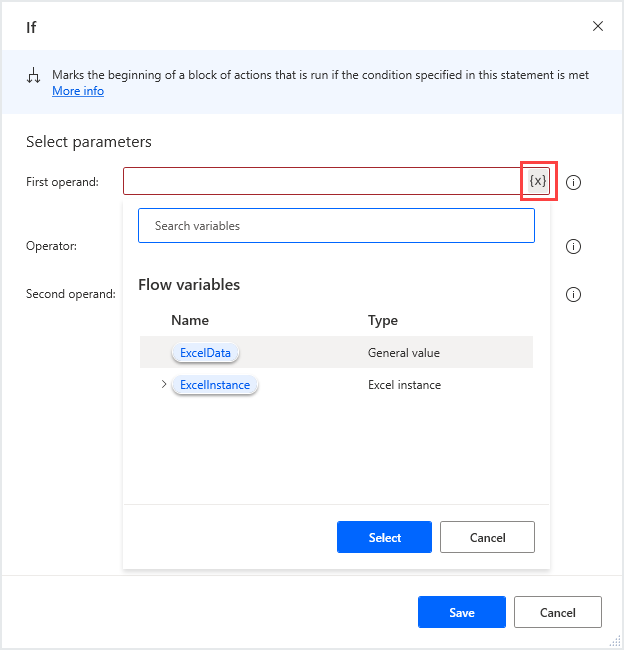 If
Marks the beginning of a block of actions that is run if the condition specified in this statement is met
More info
Select parameters
First operand:
{x}
Search variables
Operator:
Second operand:
Flow variables
Name Type
ExcelData General value
ExcelInstance Excel instance
Select Cancel
Save Cancel